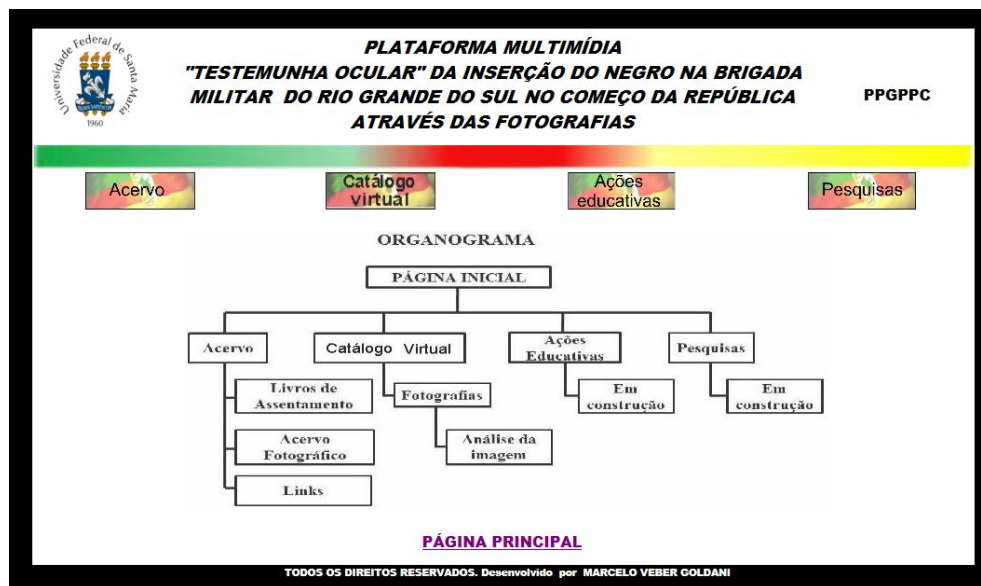 Universidade Federal de Santa Maria
1960
PLATAFORMA MULTIMÍDIA
"TESTEMUNHA OCULAR" DA INSERÇÃO DO NEGRO NA BRIGADA
MILITAR DO RIO GRANDE DO SUL NO COMEÇO DA REPÚBLICA
ATRAVÉS DAS FOTOGRAFIAS
PPGPPC
Acervo
Catálogo
virtual
Ações
educativas
Pesquisas
ORGANOGRAMA
PÁGINA INICIAL
Acervo
Catálogo Virtual
Ações
Educativas
Pesquisas
Livros de
Assentamento
Fotografias
Em
construção
Em
construção
Acervo
Fotográfico
Análise da
imagem
Links
PÁGINA PRINCIPAL
TODOS OS DIREITOS RESERVADOS. Desenvolvido por MARCELO VEBER GOLDANI